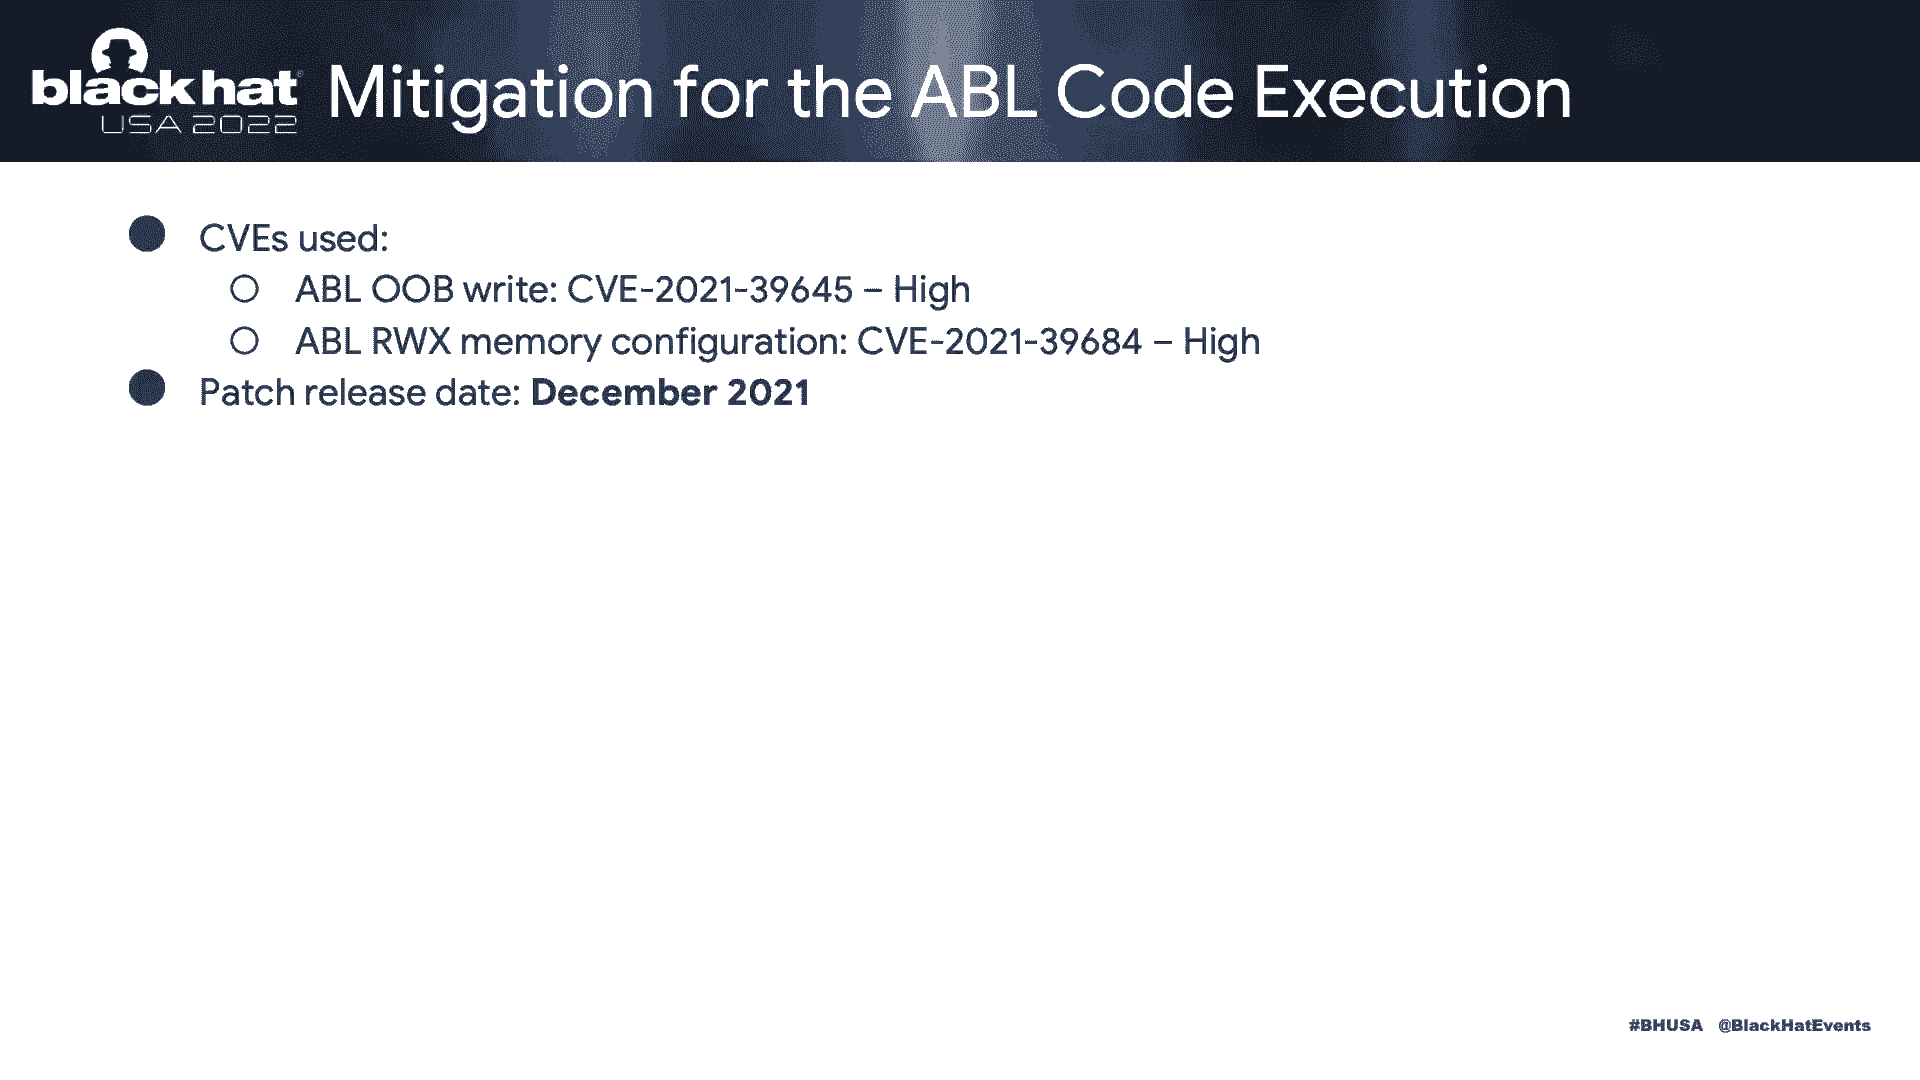 black hat®
USA 2022
Mitigation for the ABL Code Execution
● CVEs used:
○ ABL OOB write: CVE-2021-39645 – High
○ ABL RWX memory configuration: CVE-2021-39684 – High
● Patch release date: December 2021
#BHUSA @BlackHatEvents